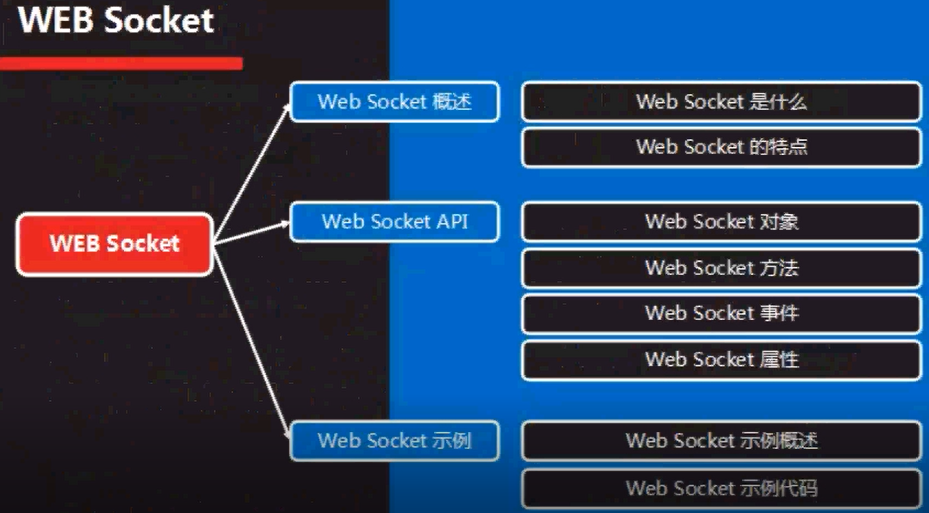 WEB Socket
WEB Socket
Web Socket 概述
Web Socket 是什么
Web Socket 的特点
Web Socket API
Web Socket 对象
Web Socket 方法
Web Socket 事件
Web Socket 属性
Web Socket 示例
Web Socket 示例概述
Web Socket 示例代码